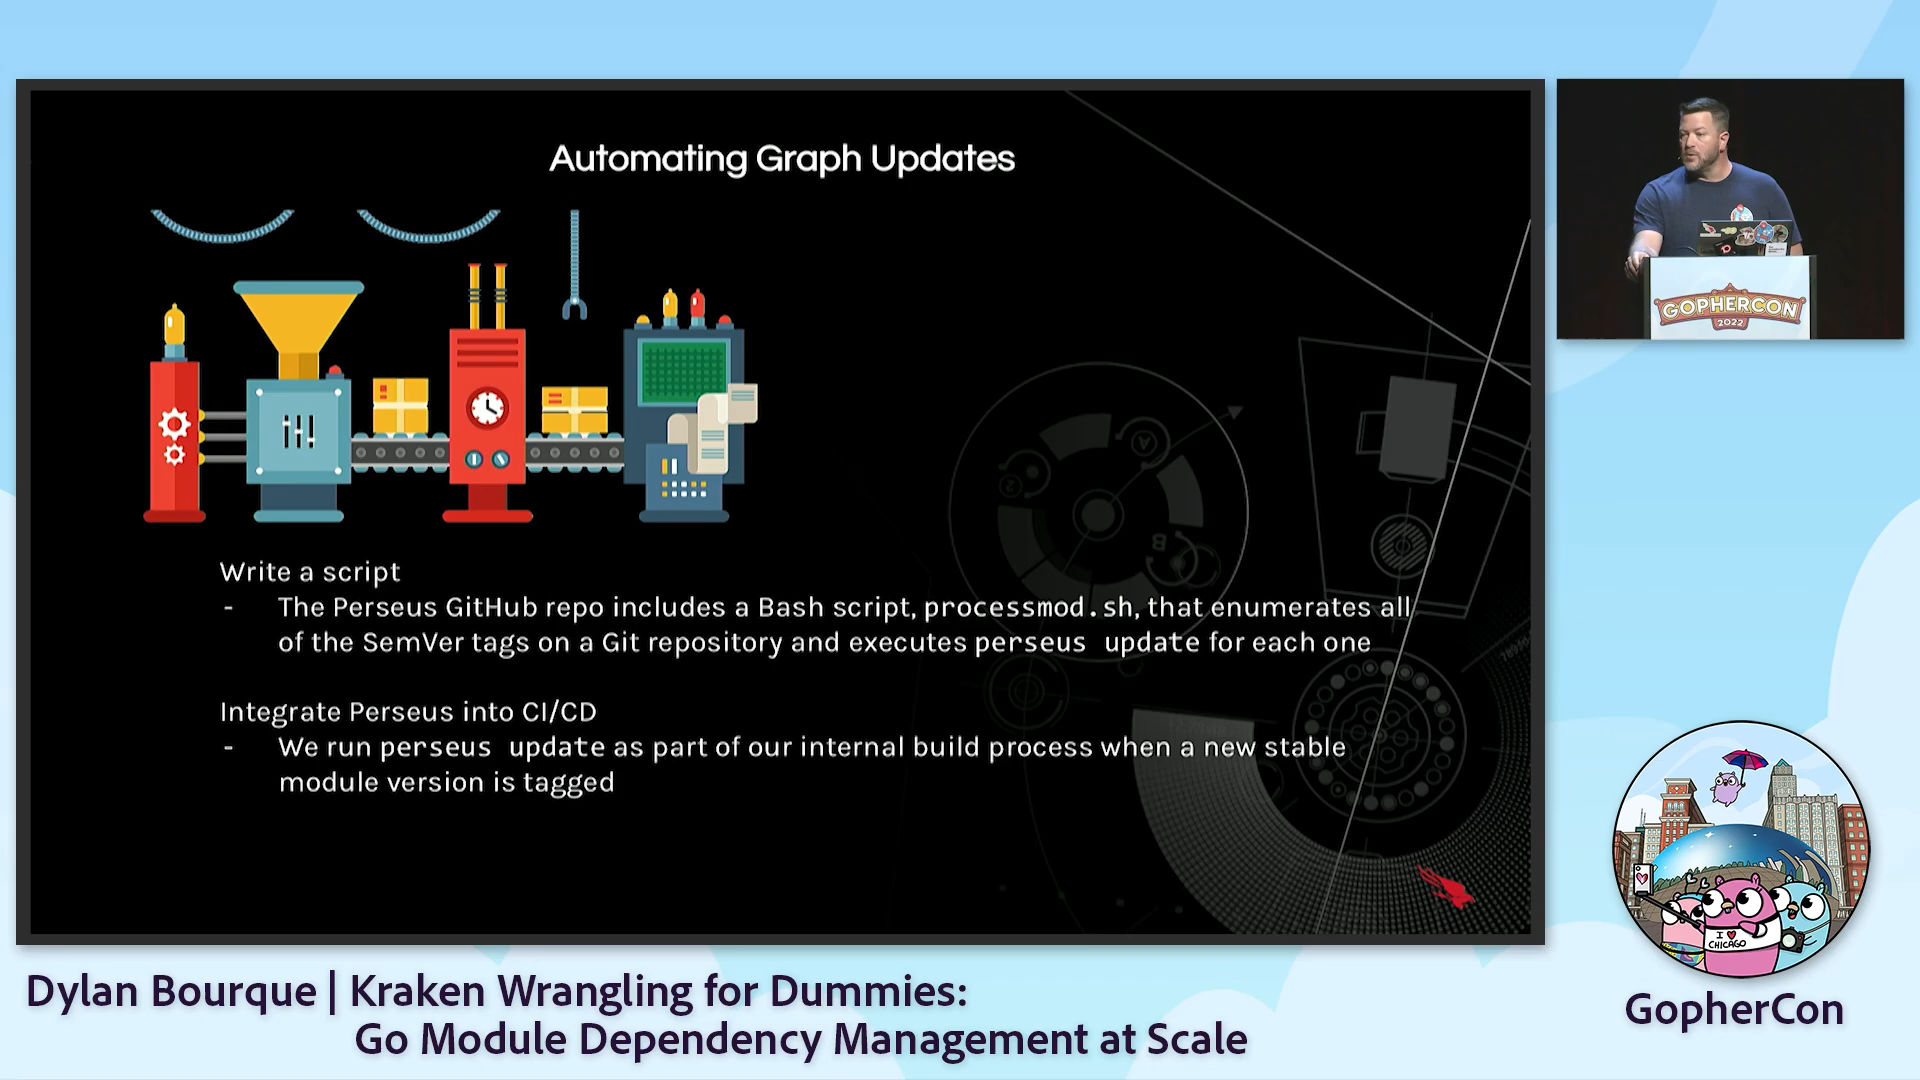 Automating Graph Updates
Write a script
- The Perseus GitHub repo includes a Bash script, processmod.sh, that enumerates all
of the SemVer tags on a Git repository and executes perseus update for each one
Integrate Perseus into CI/CD
- We run perseus update as part of our internal build process when a new stable
module version is tagged
GOPHERCON
2022
I ♥
CHICAGO
GopherCon
Dylan Bourque | Kraken Wrangling for Dummies:
Go Module Dependency Management at Scale